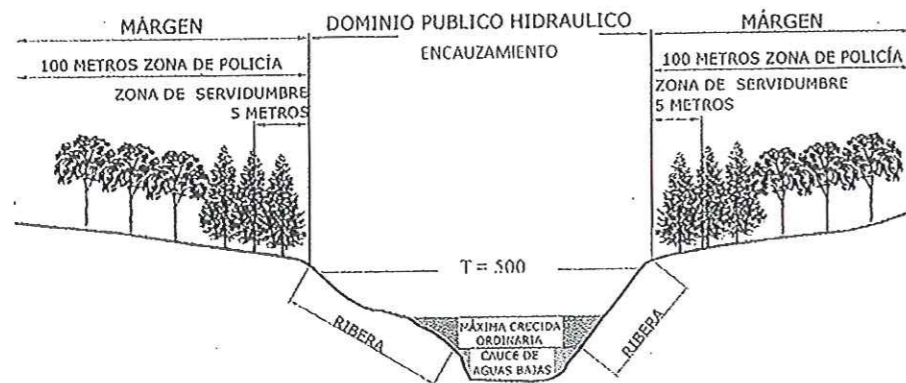 MÁRGEN
DOMINIO PUBLICO HIDRAULICO
MÁRGEN
ENCAUZAMIENTO
100 METROS ZONA DE POLICÍA
100 METROS ZONA DE POLICÍA
ZONA DE SERVIDUMBRE
5 METROS
ZONA DE SERVIDUMBRE
5 METROS
T = 500
RIBERA
MÁXIMA CRECIDA
ORDINARIA
CAUCE DE
AGUAS BAJAS
RIBERA